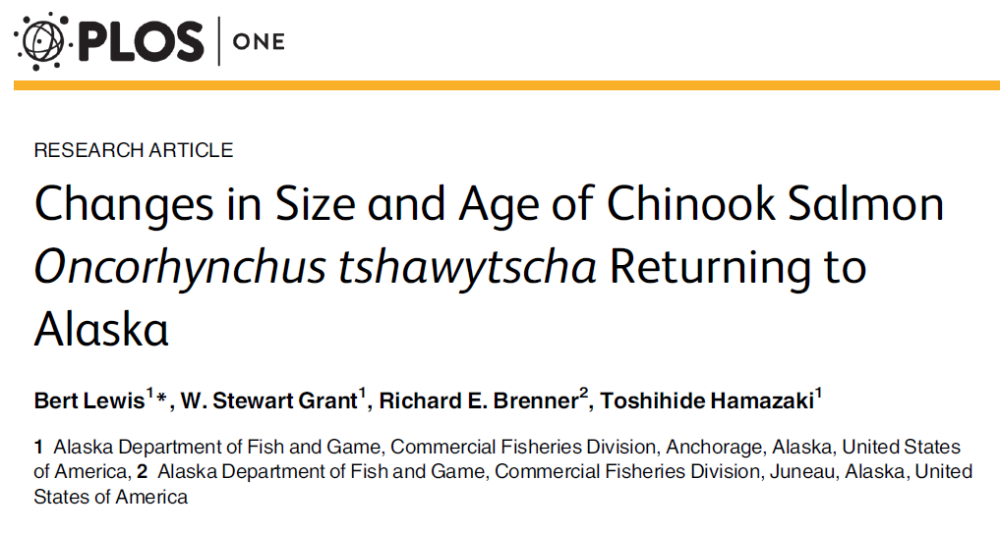 PLOS | ONE
RESEARCH ARTICLE
Changes in Size and Age of Chinook Salmon
Oncorhynchus tshawytscha Returning to
Alaska
Bert Lewis1*, W. Stewart Grant1, Richard E. Brenner2, Toshihide Hamazaki1
1 Alaska Department of Fish and Game, Commercial Fisheries Division, Anchorage, Alaska, United States
of America, 2 Alaska Department of Fish and Game, Commercial Fisheries Division, Juneau, Alaska, United
States of America